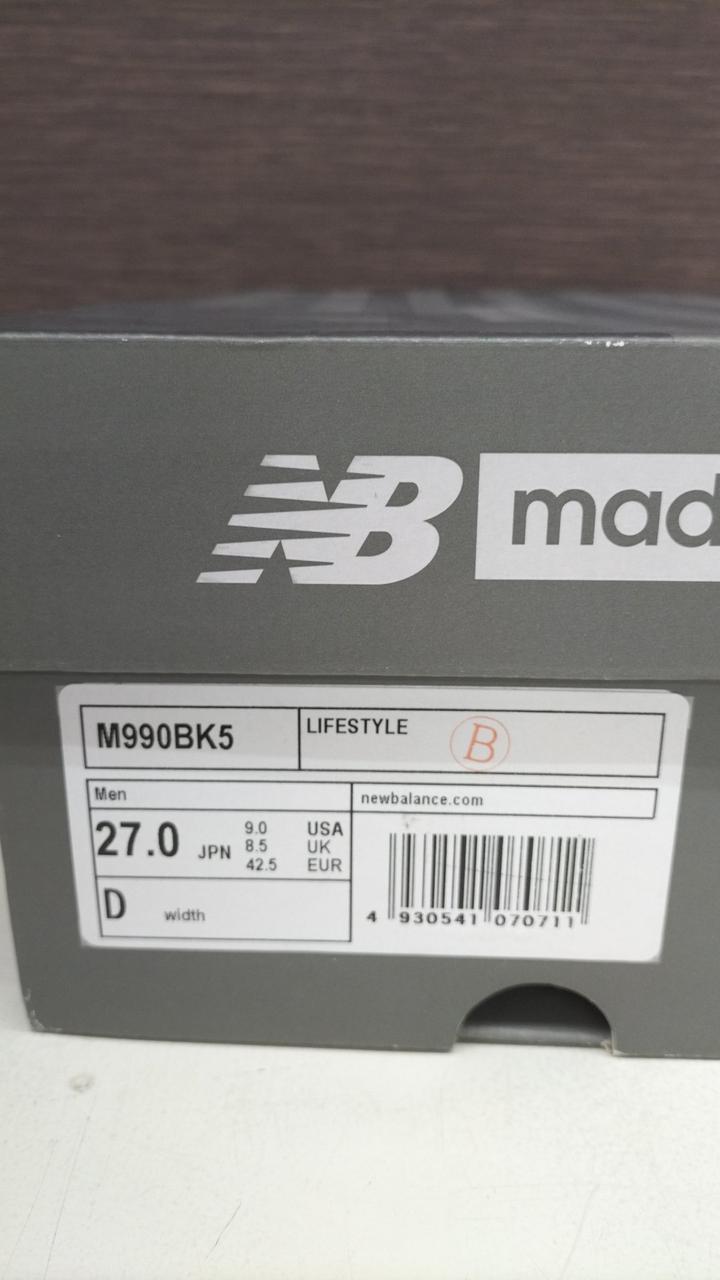 NB mad
M990BK5 LIFESTYLE B
Men newbalance.com
27.0 JPN 9.0 USA
8.5 UK
42.5 EUR
D width
4 930541 070711